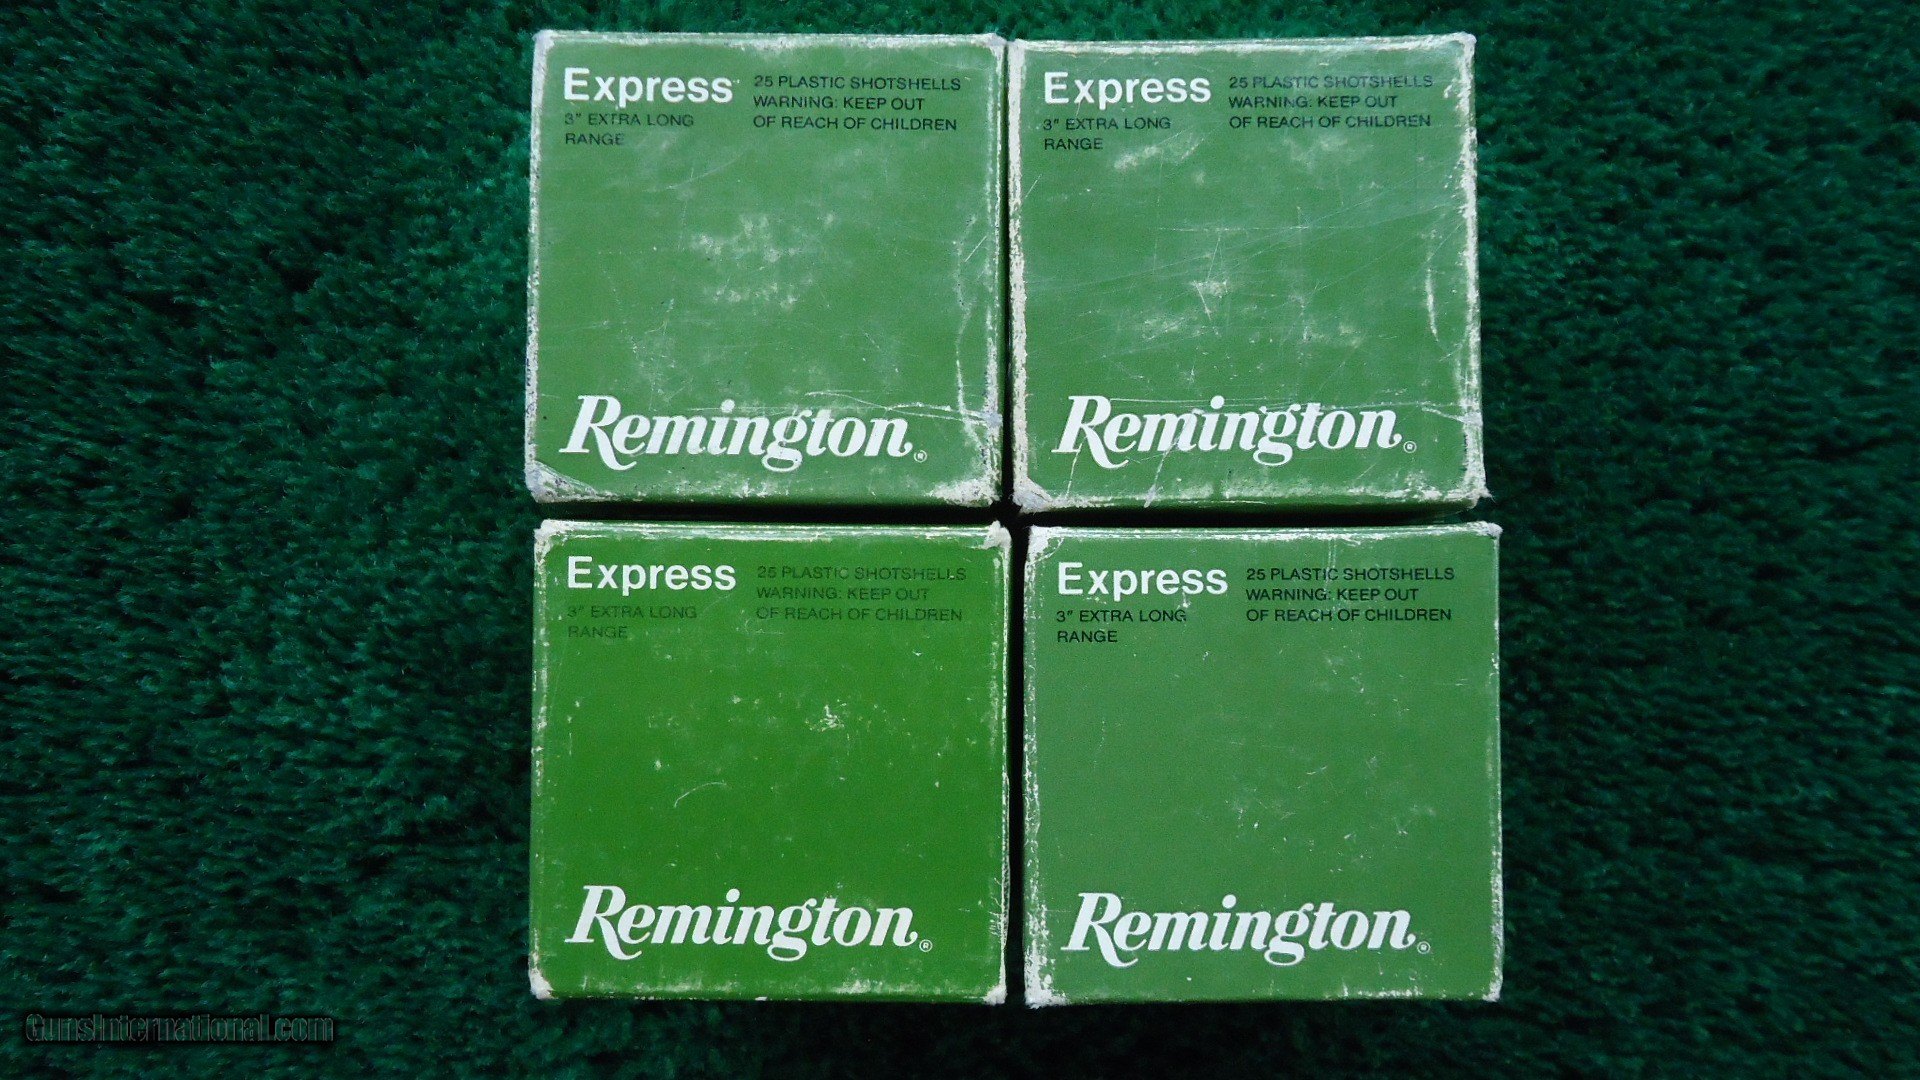 Express
25 PLASTIC SHOTSHELLS
WARNING: KEEP OUT
OF REACH OF CHILDREN
3" EXTRA LONG
RANGE
Remington®
Express
25 PLASTIC SHOTSHELLS
WARNING: KEEP OUT
OF REACH OF CHILDREN
3" EXTRA LONG
RANGE
Remington®
Express
25 PLASTIC SHOTSHELLS
WARNING: KEEP OUT
OF REACH OF CHILDREN
3" EXTRA LONG
RANGE
Remington®
Express
25 PLASTIC SHOTSHELLS
WARNING: KEEP OUT
OF REACH OF CHILDREN
3" EXTRA LONG
RANGE
Remington®
GunsInternational.com